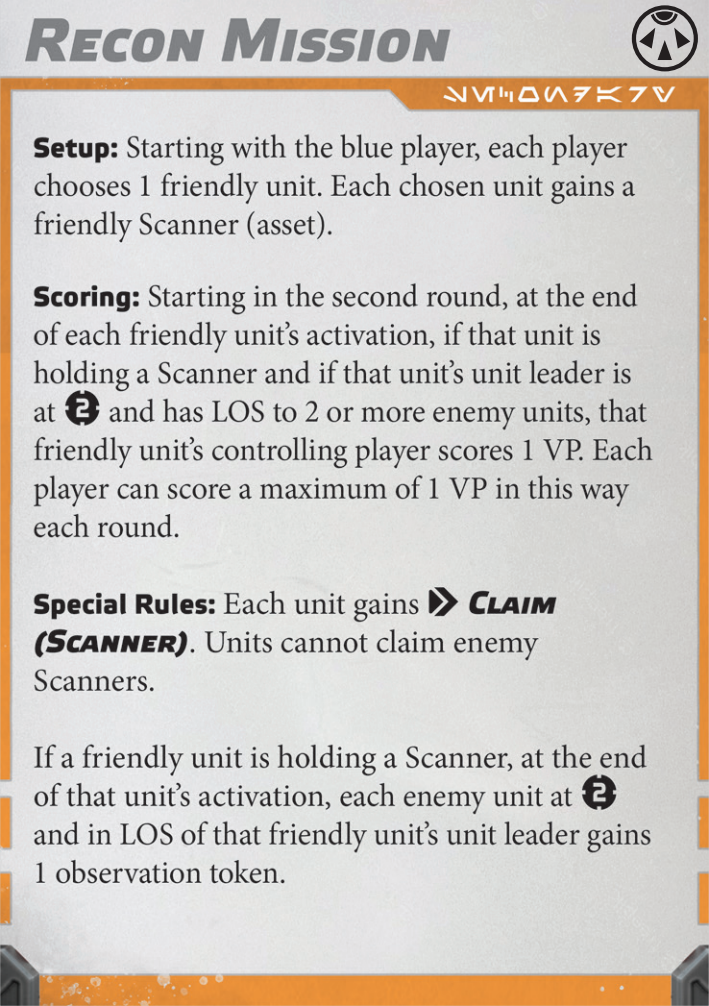 RECON MISSION
Setup: Starting with the blue player, each player
chooses 1 friendly unit. Each chosen unit gains a
friendly Scanner (asset).
Scoring: Starting in the second round, at the end
of each friendly unit's activation, if that unit is
holding a Scanner and if that unit's unit leader is
at 2 and has LOS to 2 or more enemy units, that
friendly unit's controlling player scores 1 VP. Each
player can score a maximum of 1 VP in this way
each round.
Special Rules: Each unit gains CLAIM
(SCANNER). Units cannot claim enemy
Scanners.
If a friendly unit is holding a Scanner, at the end
of that unit's activation, each enemy unit at 2
and in LOS of that friendly unit's unit leader gains
1 observation token.